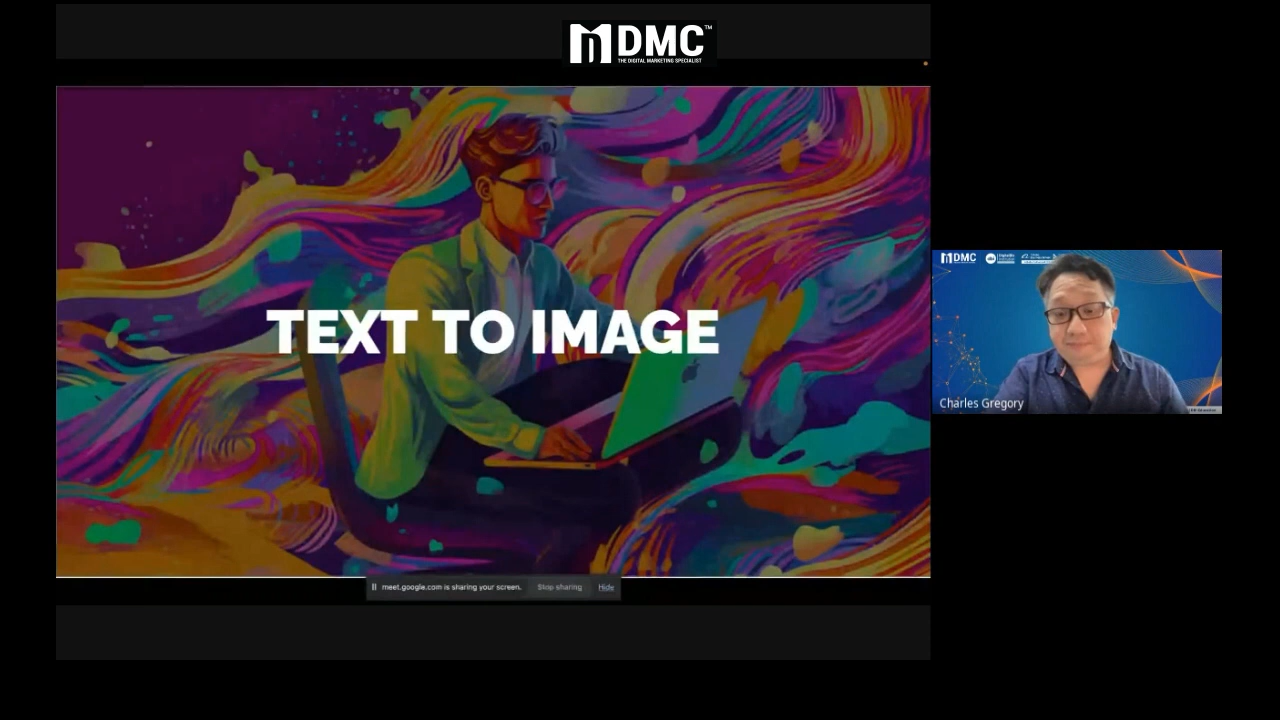 DMC™
THE DIGITAL MARKETING SPECIALIST
TEXT TO IMAGE
meet.google.com is sharing your screen. Stop sharing Hide
DMC
Charles Gregory